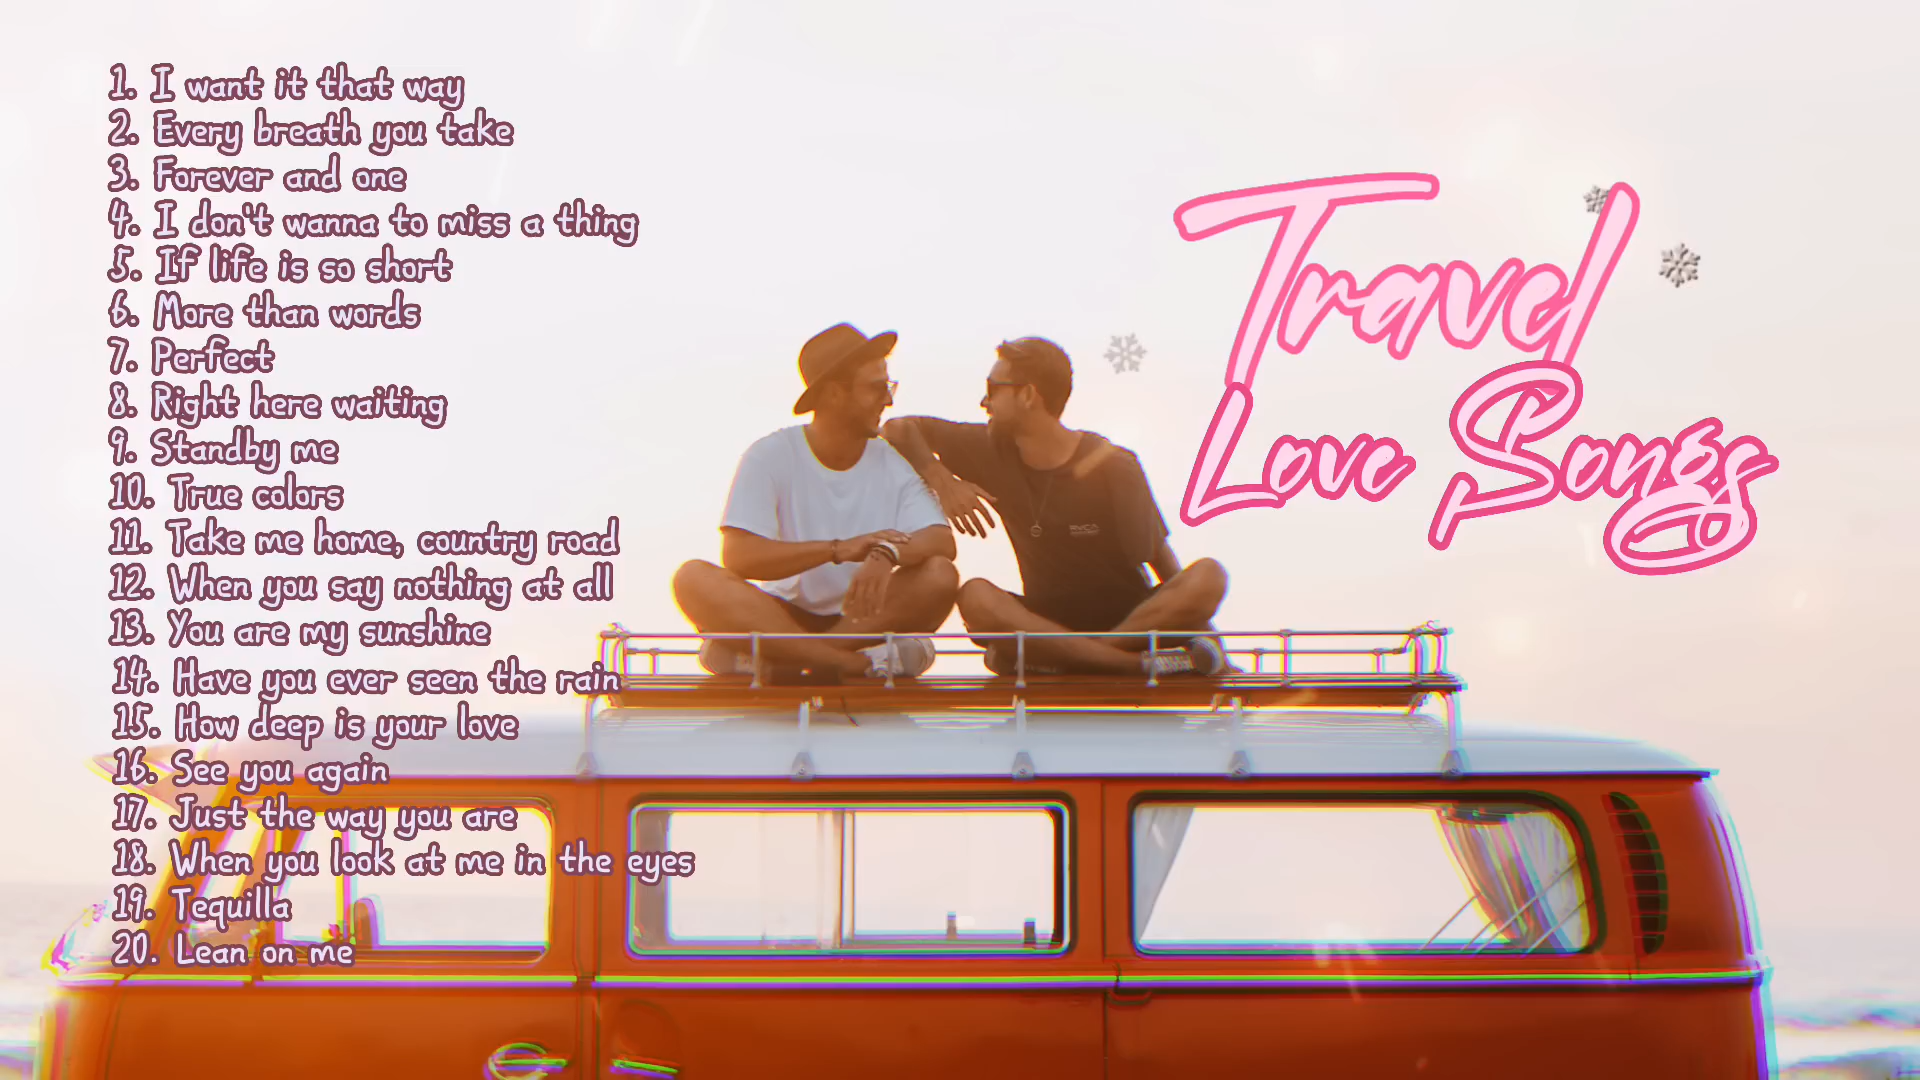 1. I want it that way
2. Every breath you take
3. Forever and one
4. I don't wanna to miss a thing
5. If life is so short
6. More than words
7. Perfect
8. Right here waiting
9. Standby me
10. True colors
11. Take me home, country road
12. When you say nothing at all
13. You are my sunshine
14. Have you ever seen the rain
15. How deep is your love
16. See you again
17. Just the way you are
18. When you look at me in the eyes
19. Tequilla
20. Lean on me
Travel
Love Songs
RVCA